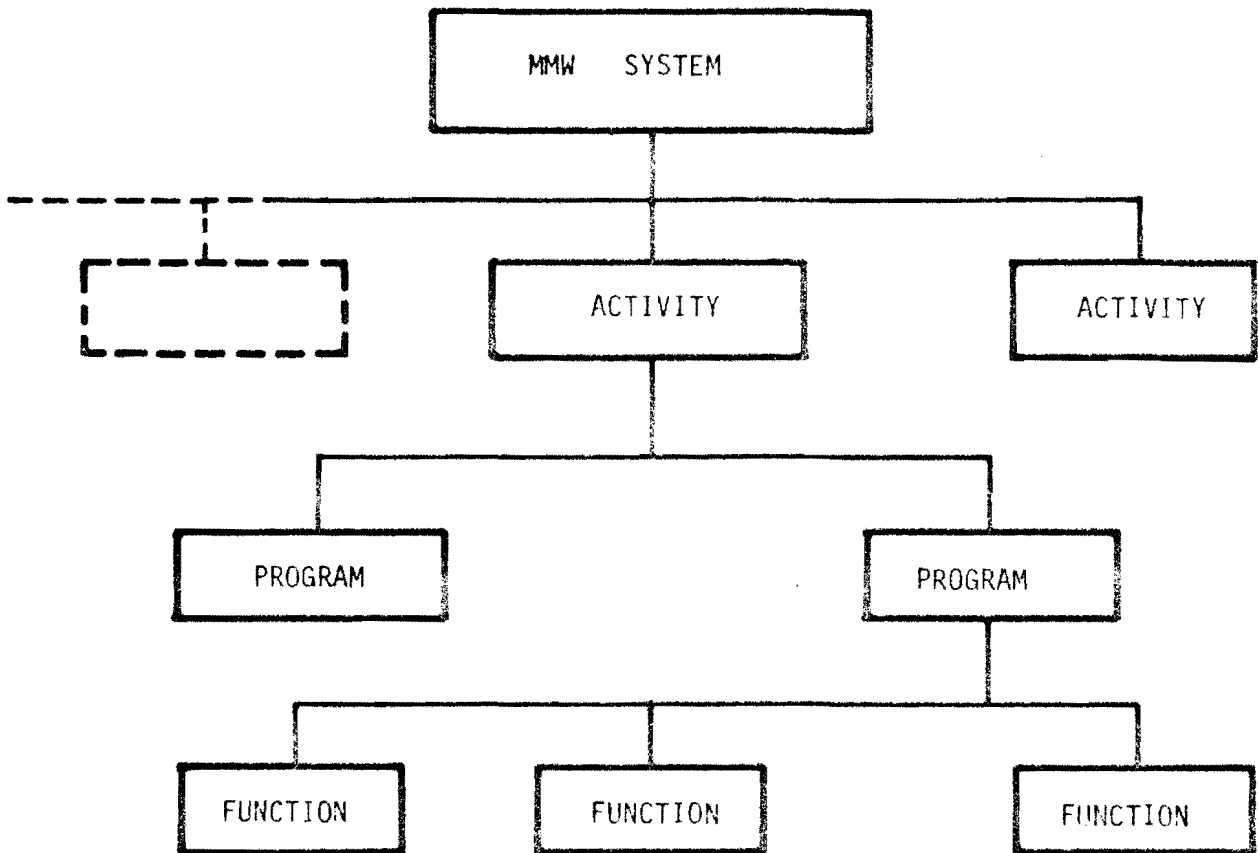 MMW SYSTEM
ACTIVITY
ACTIVITY
PROGRAM
PROGRAM
FUNCTION
FUNCTION
FUNCTION